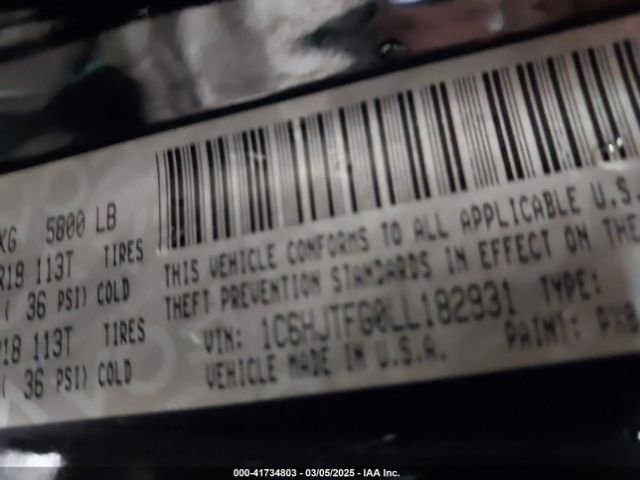 KG 5800 LB
R18 113T TIRES
( 36 PSI) COLD
R18 113T TIRES
( 36 PSI) COLD
THIS VEHICLE CONFORMS TO ALL APPLICABLE U.S.
THEFT PREVENTION STANDARDS IN EFFECT ON THE
VIN: 1C6HJTFG0LL182931 TYPE:
VEHICLE MADE IN U.S.A. PAINT:
000-41734803 — 03/05/2025 — IAA Inc.